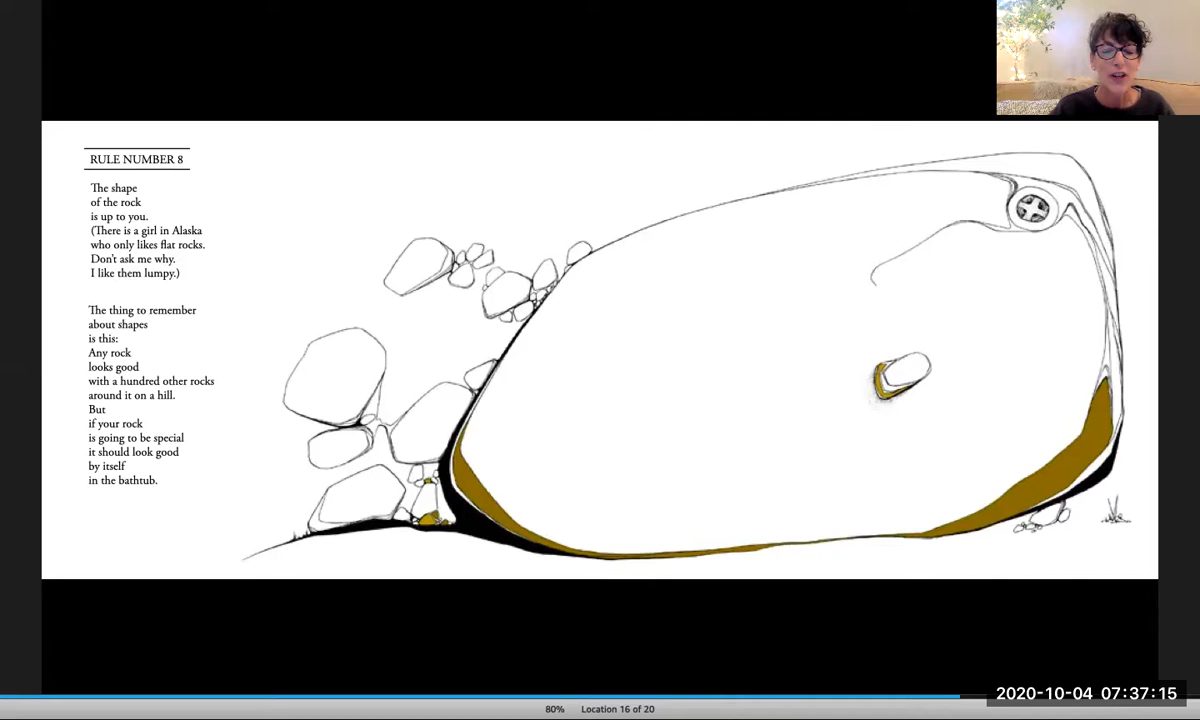 RULE NUMBER 8
The shape
of the rock
is up to you.
(There is a girl in Alaska
who only likes flat rocks.
Don't ask me why.
I like them lumpy.)
The thing to remember
about shapes
is this:
Any rock
looks good
with a hundred other rocks
around it on a hill.
But
if your rock
is going to be special
it should look good
by itself
in the bathtub.
2020-10-04 07:37:15
80% Location 16 of 20